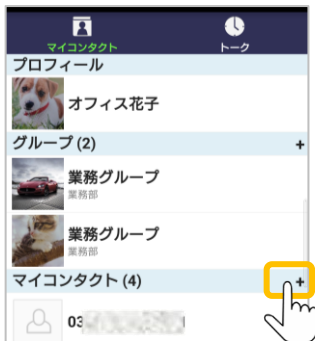 マイコンタクト
トーク
プロフィール
オフィス花子
グループ (2)
+
業務グループ
業務部
業務グループ
業務部
マイコンタクト (4)
+
03